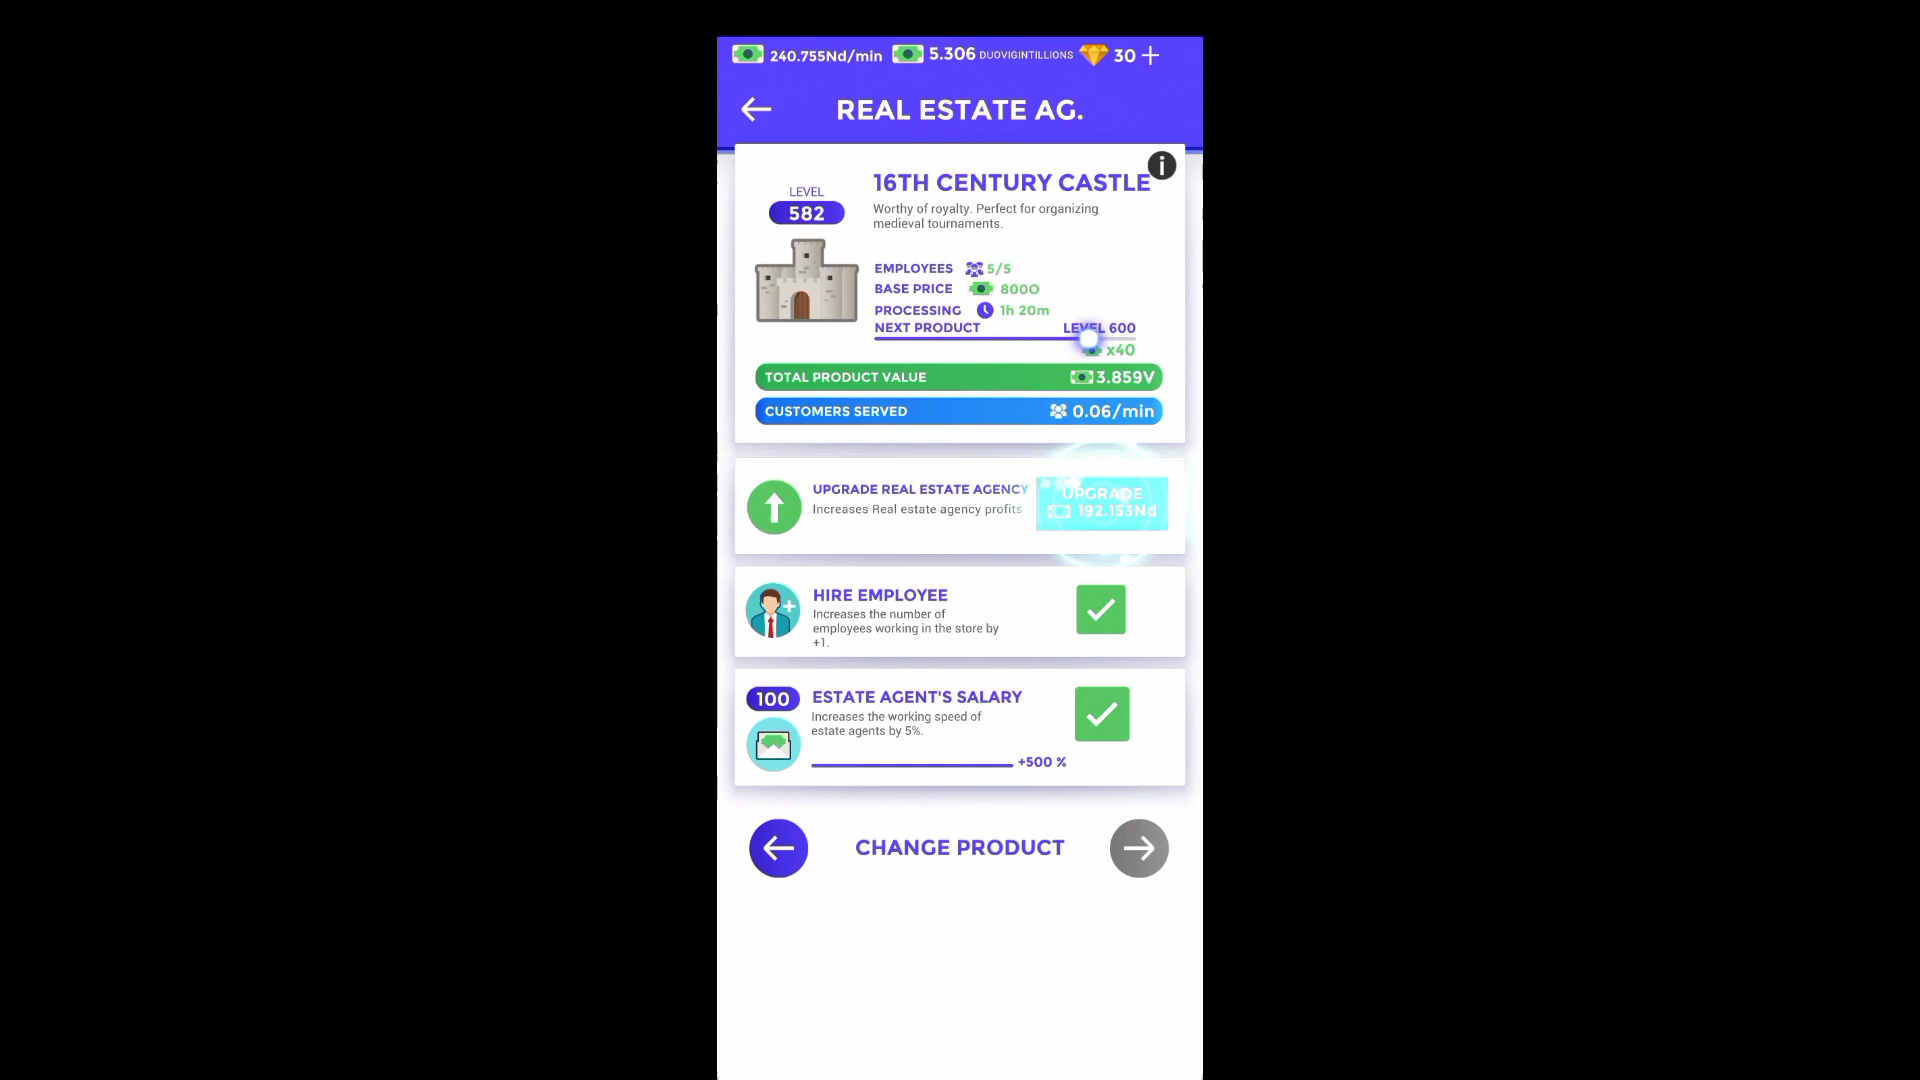 240.755Nd/min 5.306 DUOVIGINTILLIONS 30
REAL ESTATE AG.
LEVEL
582
16TH CENTURY CASTLE
Worthy of royalty. Perfect for organizing
medieval tournaments.
EMPLOYEES 5/5
BASE PRICE 800O
PROCESSING 1h 20m
NEXT PRODUCT LEVEL 600
x40
TOTAL PRODUCT VALUE 3.859V
CUSTOMERS SERVED 0.06/min
UPGRADE REAL ESTATE AGENCY
Increases Real estate agency profits
UPGRADE
192.153Nd
HIRE EMPLOYEE
Increases the number of
employees working in the store by
+1.
100
ESTATE AGENT'S SALARY
Increases the working speed of
estate agents by 5%.
+500 %
CHANGE PRODUCT